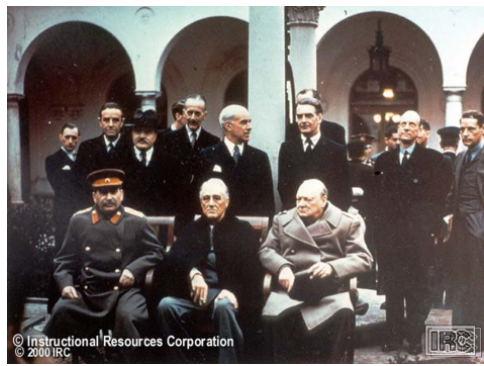 © Instructional Resources Corporation
© 2000 IRC
IRC